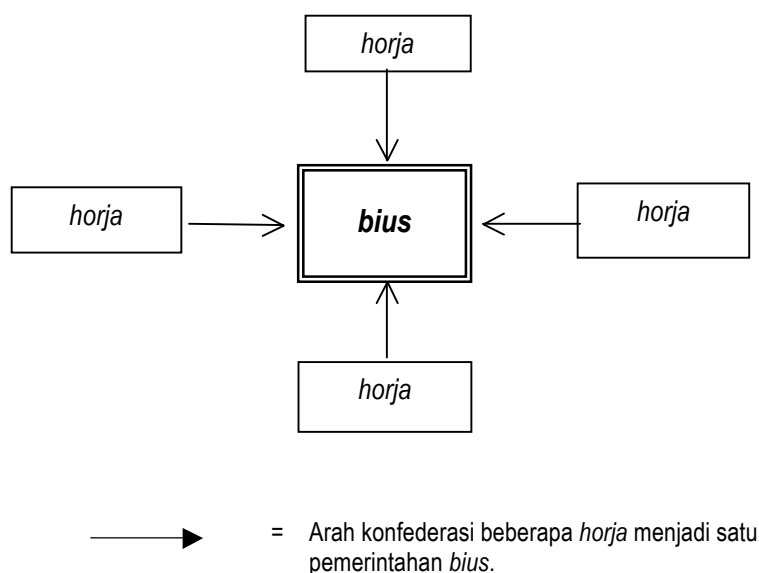 horja
horja
bius
horja
horja
= Arah konfederasi beberapa horja menjadi satu
pemerintahan bius.